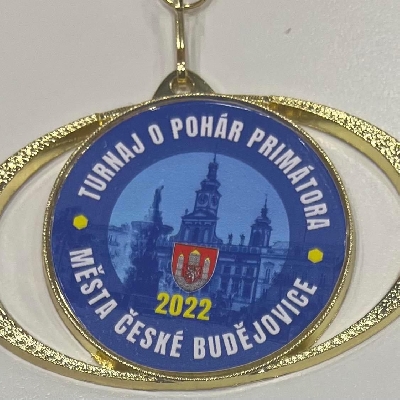 TURNAJ O POHÁR PRIMÁTORA
2022
MĚSTA ČESKÉ BUDĚJOVICE